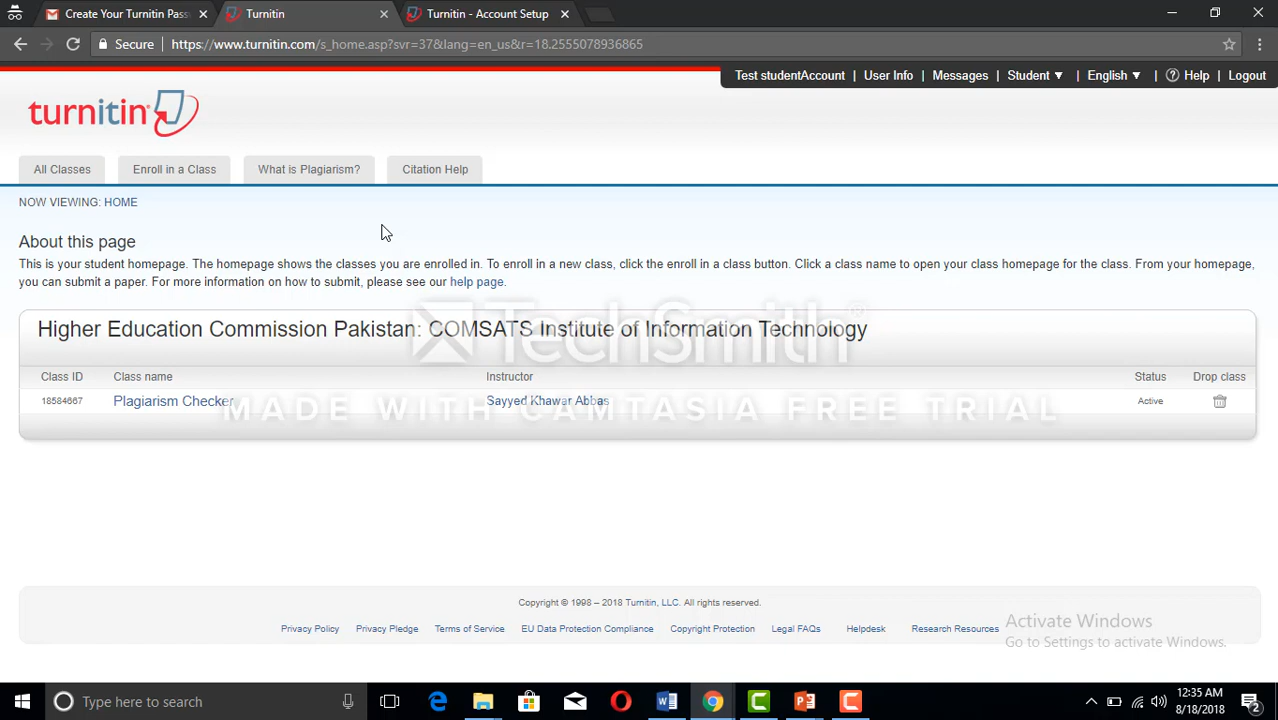 Create Your Turnitin Pass
Turnitin
Turnitin - Account Setup
Secure
https://www.turnitin.com/s_home.asp?svr=37&lang=en_us&r=18.2555078936865
Test studentAccount
User Info
Messages
Student ▼
English ▼
Help
Logout
turnitin
All Classes
Enroll in a Class
What is Plagiarism?
Citation Help
NOW VIEWING: HOME
About this page
This is your student homepage. The homepage shows the classes you are enrolled in. To enroll in a new class, click the enroll in a class button. Click a class name to open your class homepage for the class. From your homepage,
you can submit a paper. For more information on how to submit, please see our help page.
TechSmith®
Higher Education Commission Pakistan: COMSATS Institute of Information Technology
Class ID
Class name
Instructor
Status
Drop class
18584667
Plagiarism Checker
Sayyed Khawar Abbas
Active
MADE WITH CAMTASIA FREE TRIAL
Copyright © 1998 – 2018 Turnitin, LLC. All rights reserved.
Privacy Policy
Privacy Pledge
Terms of Service
EU Data Protection Compliance
Copyright Protection
Legal FAQs
Helpdesk
Research Resources
Activate Windows
Go to Settings to activate Windows.
Type here to search
12:35 AM
8/18/2018
2